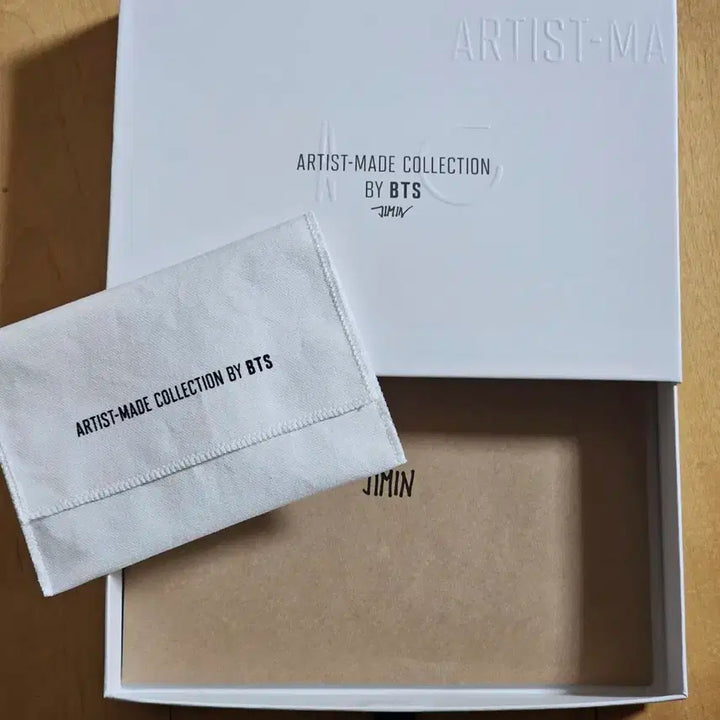 ARTIST-MA
ARTIST-MADE COLLECTION
BY BTS
JIMIN
ARTIST-MADE COLLECTION BY BTS
JIMIN